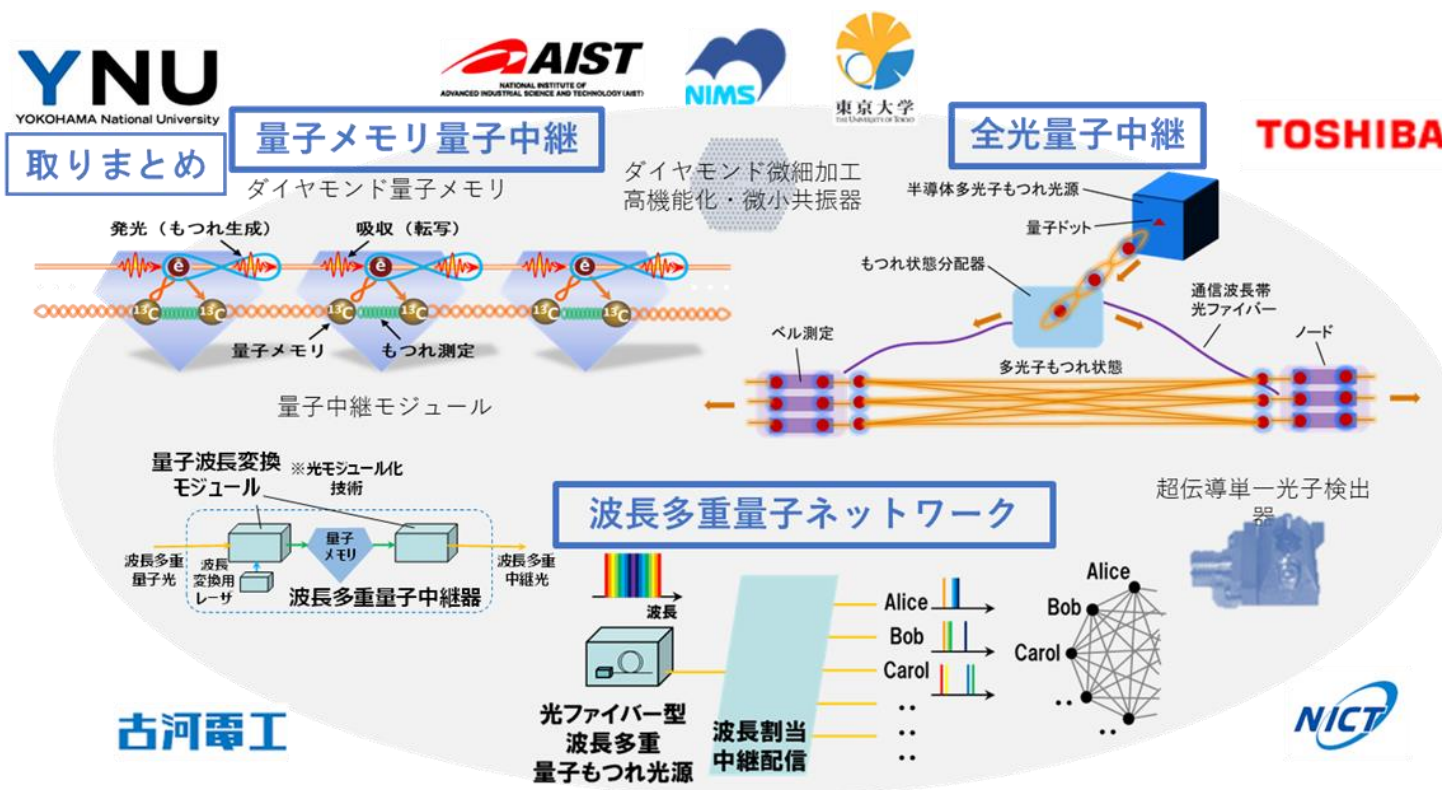 YNU
YOKOHAMA National University
取りまとめ
AIST
NATIONAL INSTITUTE OF
ADVANCED INDUSTRIAL SCIENCE AND TECHNOLOGY (AIST)
NIMS
東京大学
THE UNIVERSITY OF TOKYO
TOSHIBA
量子メモリ量子中継
ダイヤモンド量子メモリ
ダイヤモンド微細加工
高機能化・微小共振器
発光(もつれ生成)
吸収(転写)
ē
ē
ē
13C
13C
13C
13C
13C
13C
量子メモリ
もつれ測定
量子中継モジュール
全光量子中継
半導体多光子もつれ光源
量子ドット
もつれ状態分配器
通信波長帯
光ファイバー
ベル測定
ノード
多光子もつれ状態
量子波長変換
モジュール
※光モジュール化
技術
波長多重
量子光
波長
変換用
レーザ
量子
メモリ
波長多重
中継光
波長多重量子中継器
波長多重量子ネットワーク
超伝導単一光子検出
器
波長
光ファイバー型
波長多重
量子もつれ光源
波長割当
中継配信
Alice
Bob
Carol
‥
‥
‥
Alice
Bob
Carol
‥
‥
古河電工
NICT